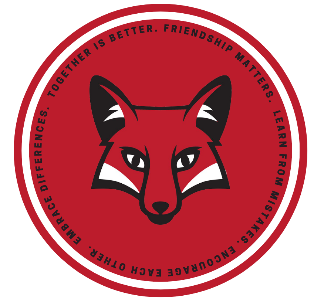 TOGETHER IS BETTER. FRIENDSHIP MATTERS. LEARN FROM MISTAKES. ENCOURAGE EACH OTHER. EMBRACE DIFFERENCES.